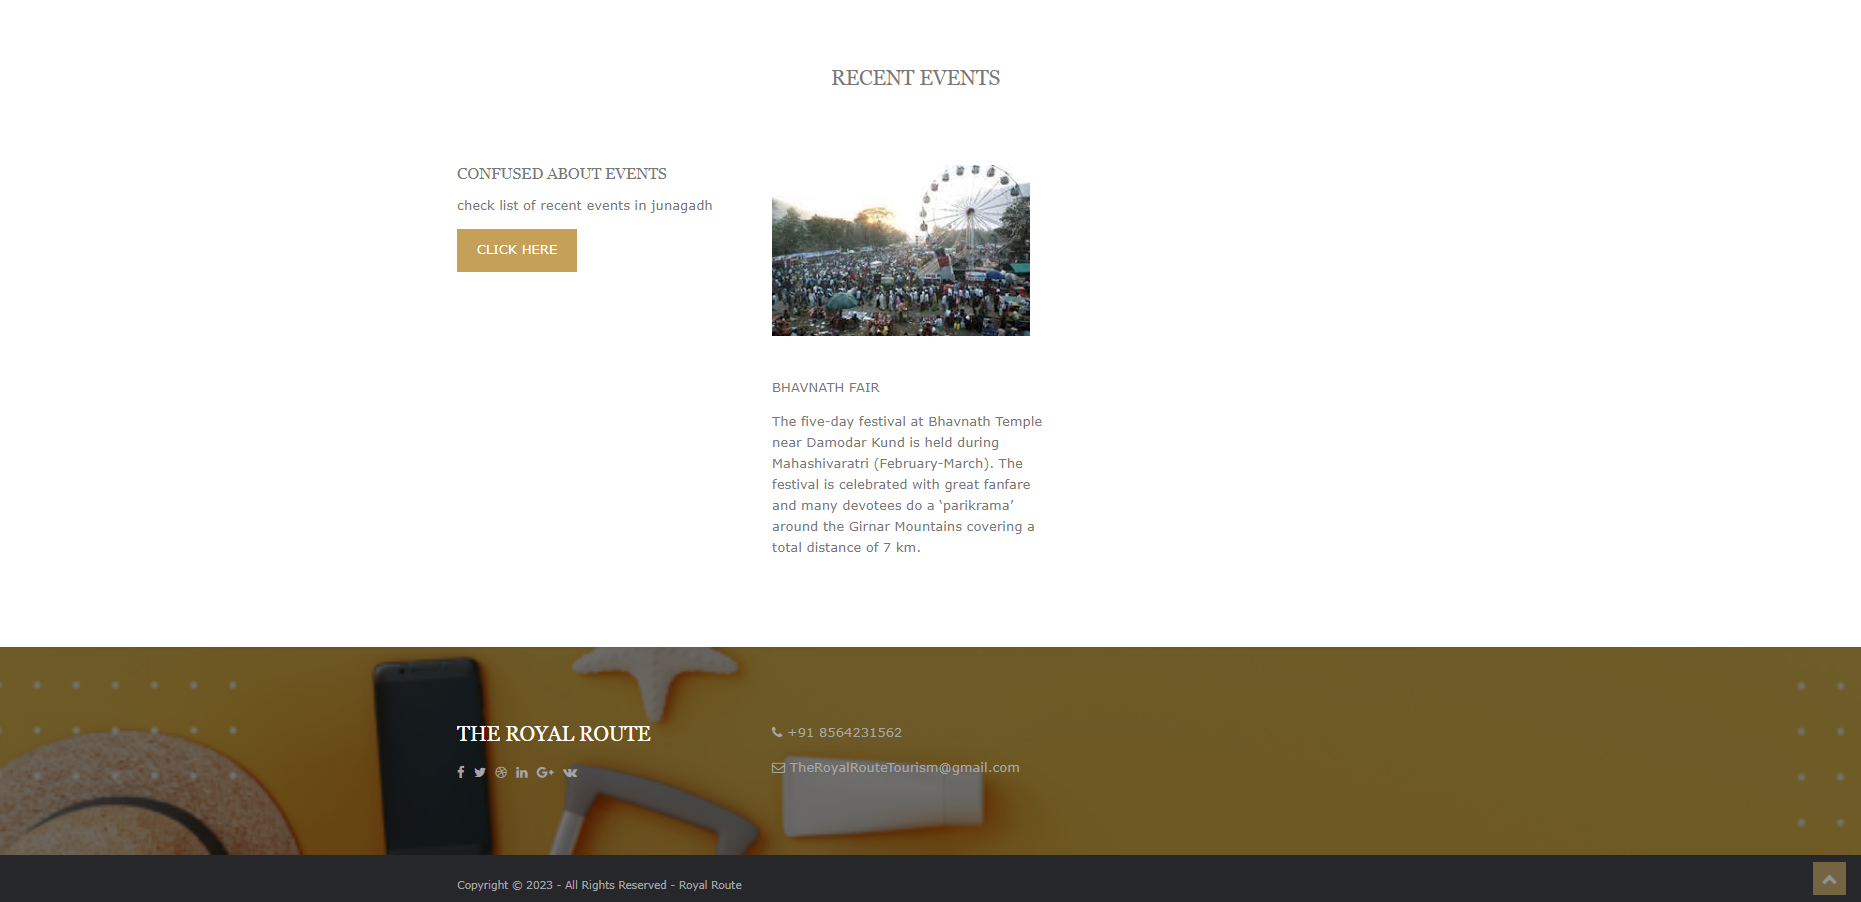 RECENT EVENTS
CONFUSED ABOUT EVENTS
check list of recent events in junagadh
CLICK HERE
BHAVNATH FAIR
The five-day festival at Bhavnath Temple
near Damodar Kund is held during
Mahashivaratri (February-March). The
festival is celebrated with great fanfare
and many devotees do a ‘parikrama’
around the Girnar Mountains covering a
total distance of 7 km.
THE ROYAL ROUTE
+91 8564231562
TheRoyalRouteTourism@gmail.com
Copyright © 2023 - All Rights Reserved - Royal Route